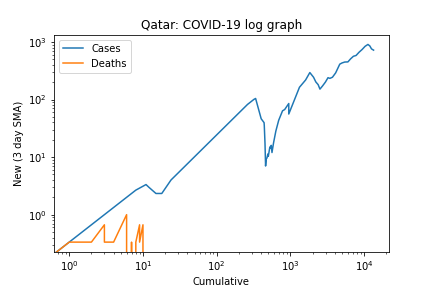 Qatar: COVID-19 log graph
Cases
Deaths
New (3 day SMA)
10³
10²
10¹
10⁰
10⁰ 10¹ 10² 10³ 10⁴
Cumulative